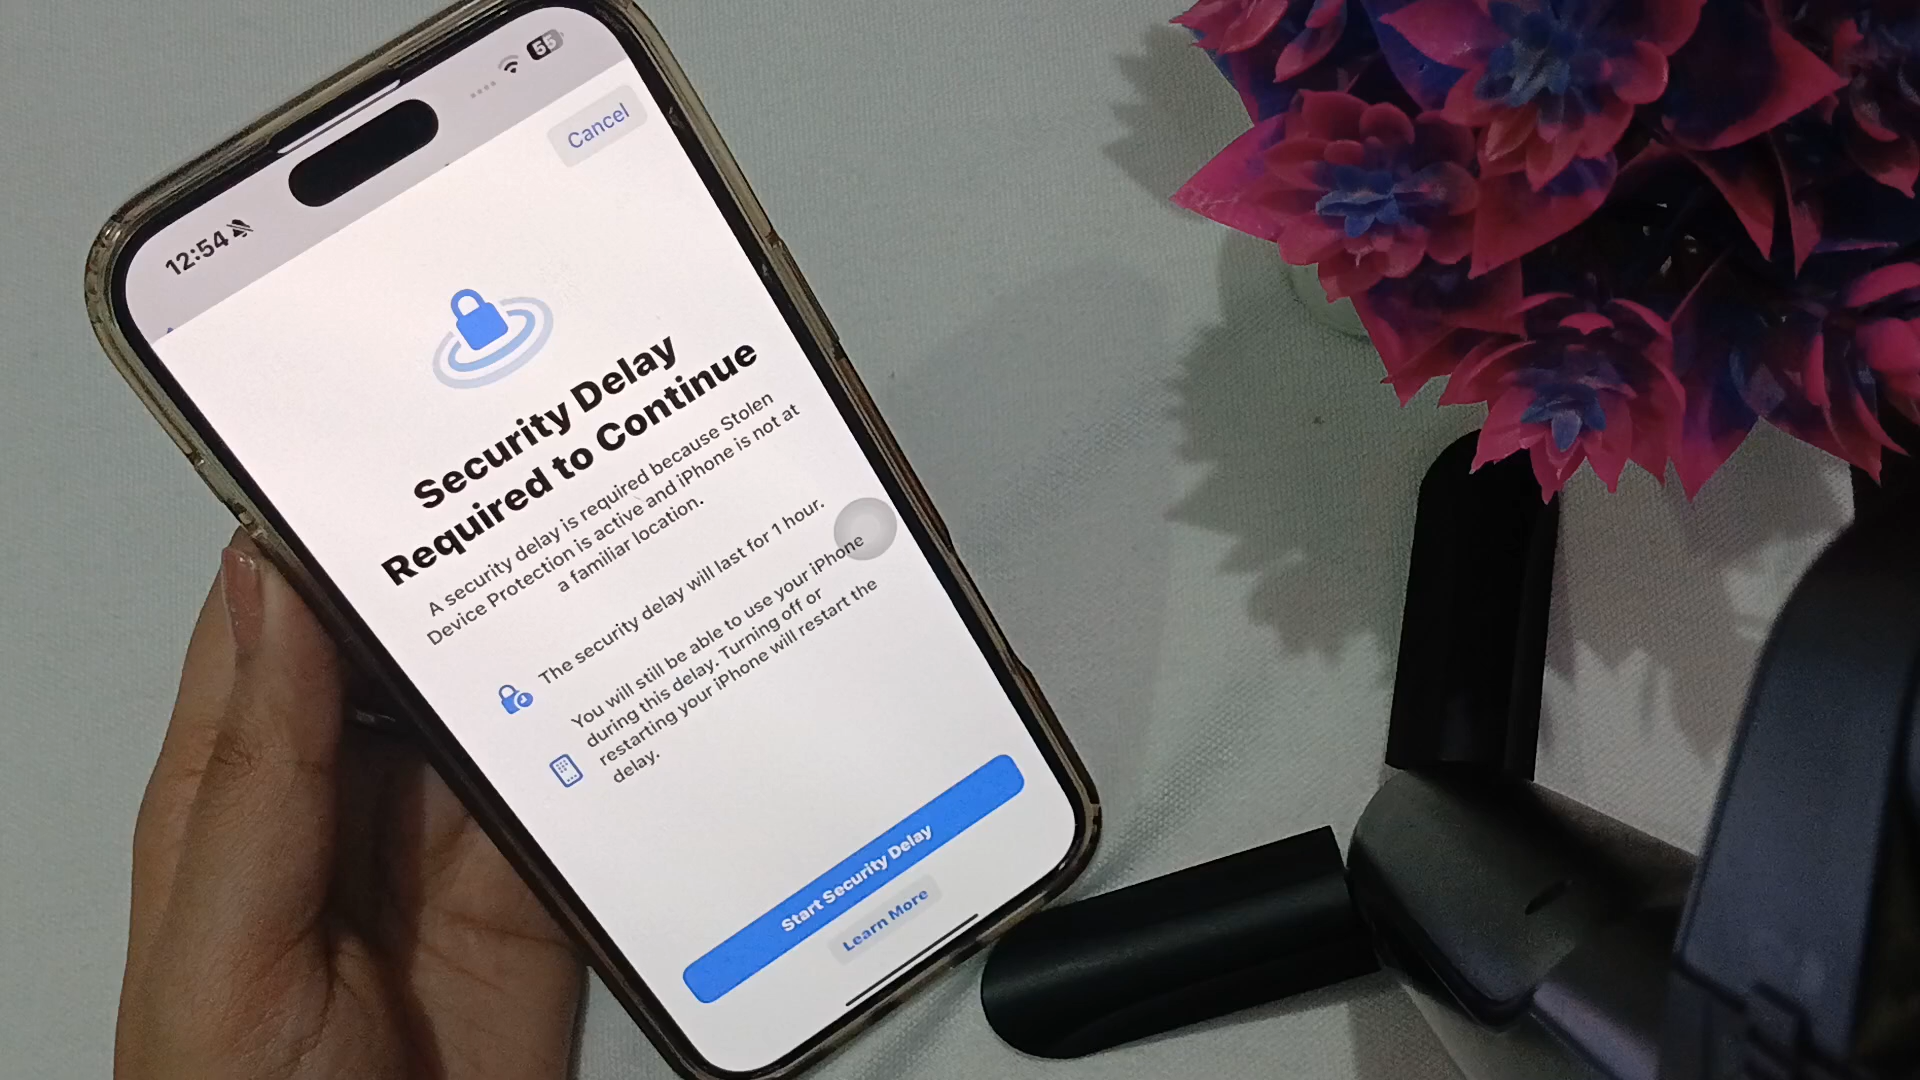 12:54
55
Cancel
Security Delay
Required to Continue
A security delay is required because Stolen
Device Protection is active and iPhone is not at
a familiar location.
The security delay will last for 1 hour.
You will still be able to use your iPhone
during this delay. Turning off or
restarting your iPhone will restart the
delay.
Start Security Delay
Learn More